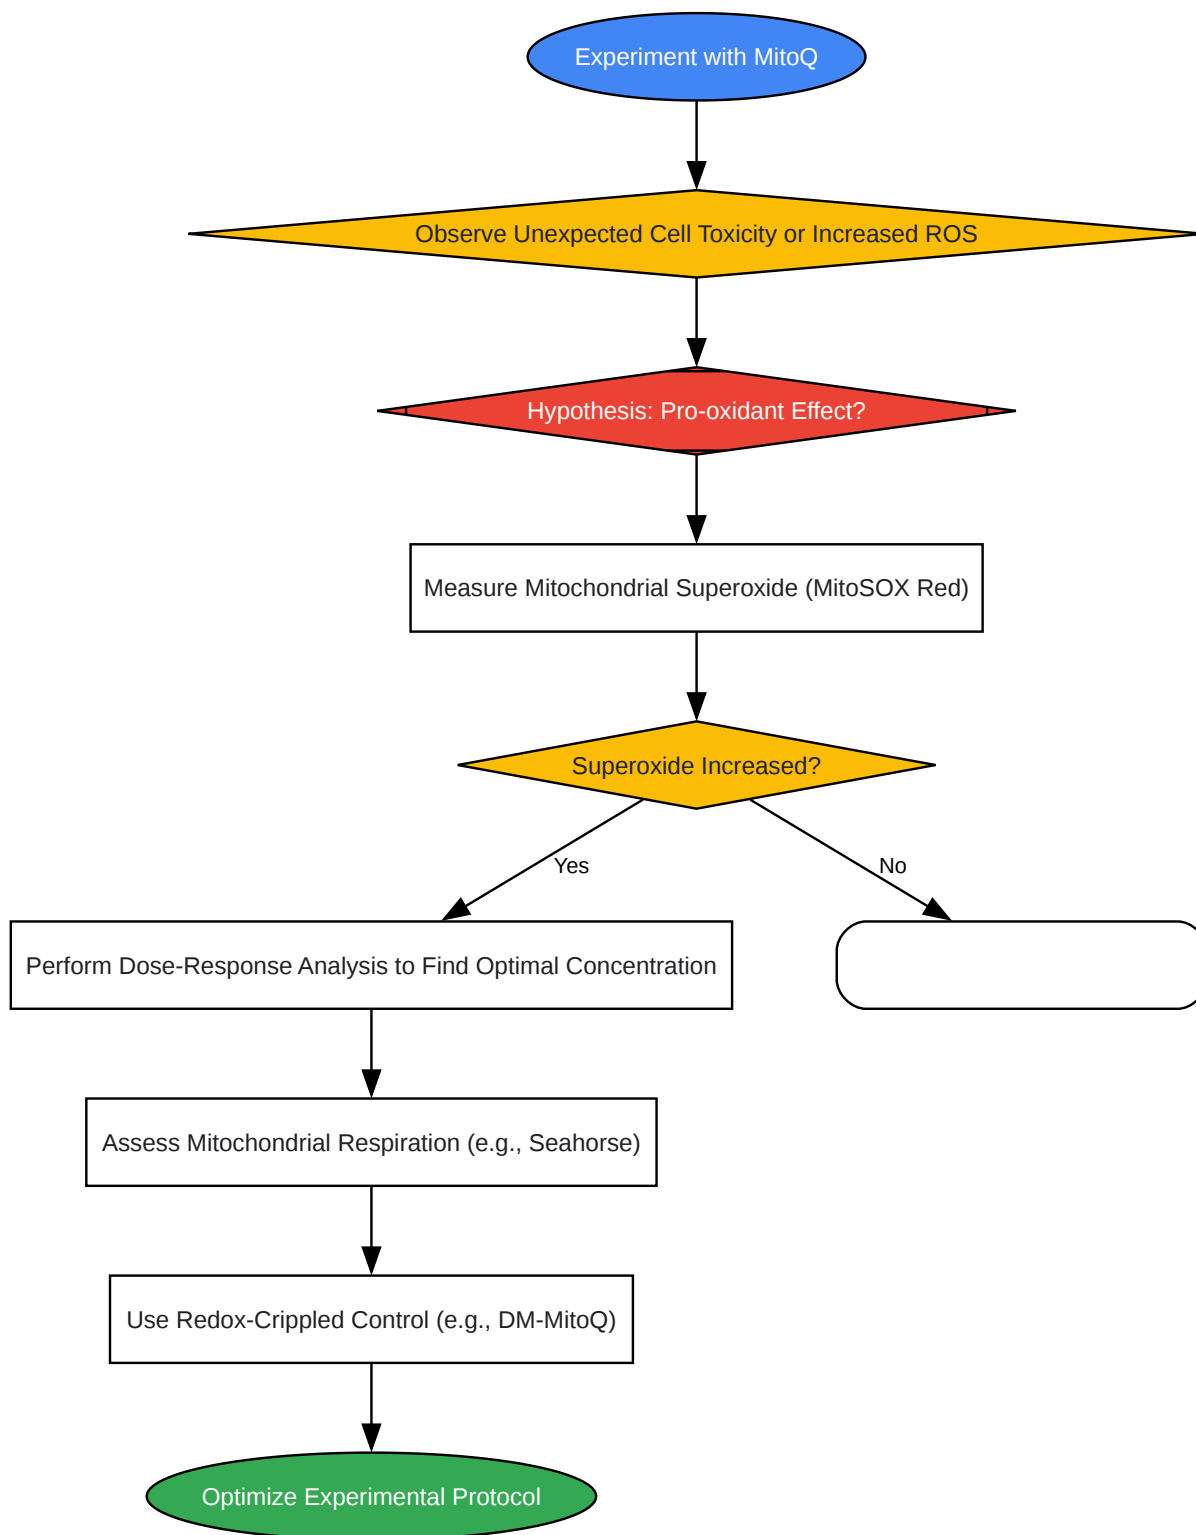 Experiment with MitoQ
Observe Unexpected Cell Toxicity or Increased ROS
Hypothesis: Pro-oxidant Effect?
Measure Mitochondrial Superoxide (MitoSOX Red)
Superoxide Increased?
Yes
No
Perform Dose-Response Analysis to Find Optimal Concentration
Assess Mitochondrial Respiration (e.g., Seahorse)
Use Redox-Crippled Control (e.g., DM-MitoQ)
Optimize Experimental Protocol